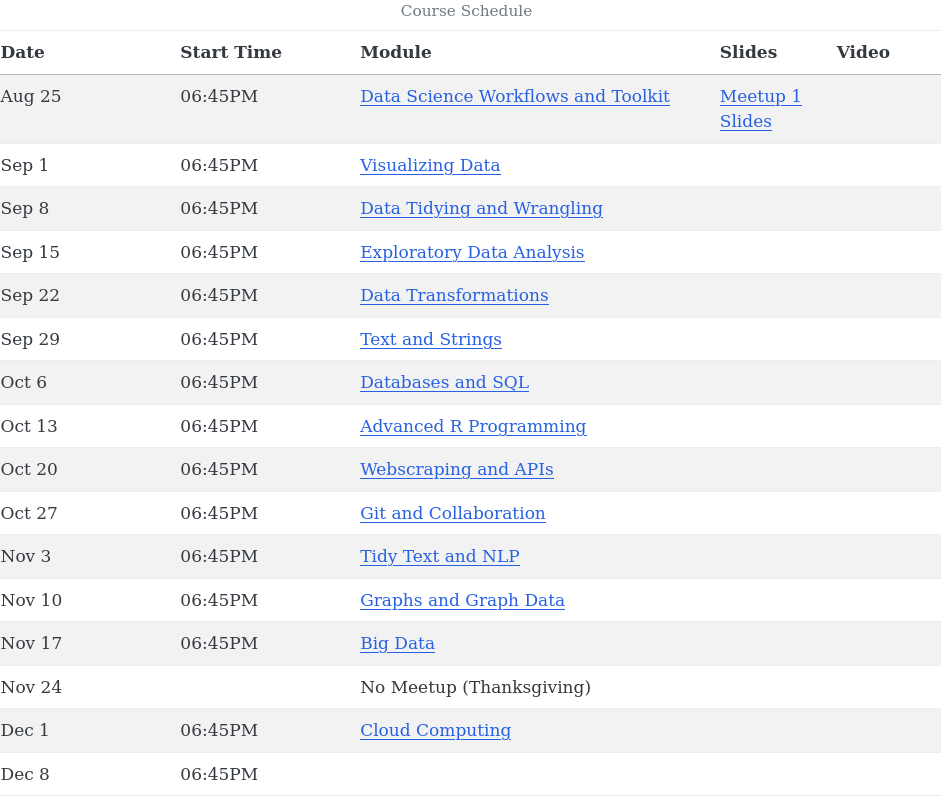 Course Schedule
Date Start Time Module Slides Video
Aug 25 06:45PM Data Science Workflows and Toolkit Meetup 1
Slides
Sep 1 06:45PM Visualizing Data
Sep 8 06:45PM Data Tidying and Wrangling
Sep 15 06:45PM Exploratory Data Analysis
Sep 22 06:45PM Data Transformations
Sep 29 06:45PM Text and Strings
Oct 6 06:45PM Databases and SQL
Oct 13 06:45PM Advanced R Programming
Oct 20 06:45PM Webscraping and APIs
Oct 27 06:45PM Git and Collaboration
Nov 3 06:45PM Tidy Text and NLP
Nov 10 06:45PM Graphs and Graph Data
Nov 17 06:45PM Big Data
Nov 24 No Meetup (Thanksgiving)
Dec 1 06:45PM Cloud Computing
Dec 8 06:45PM